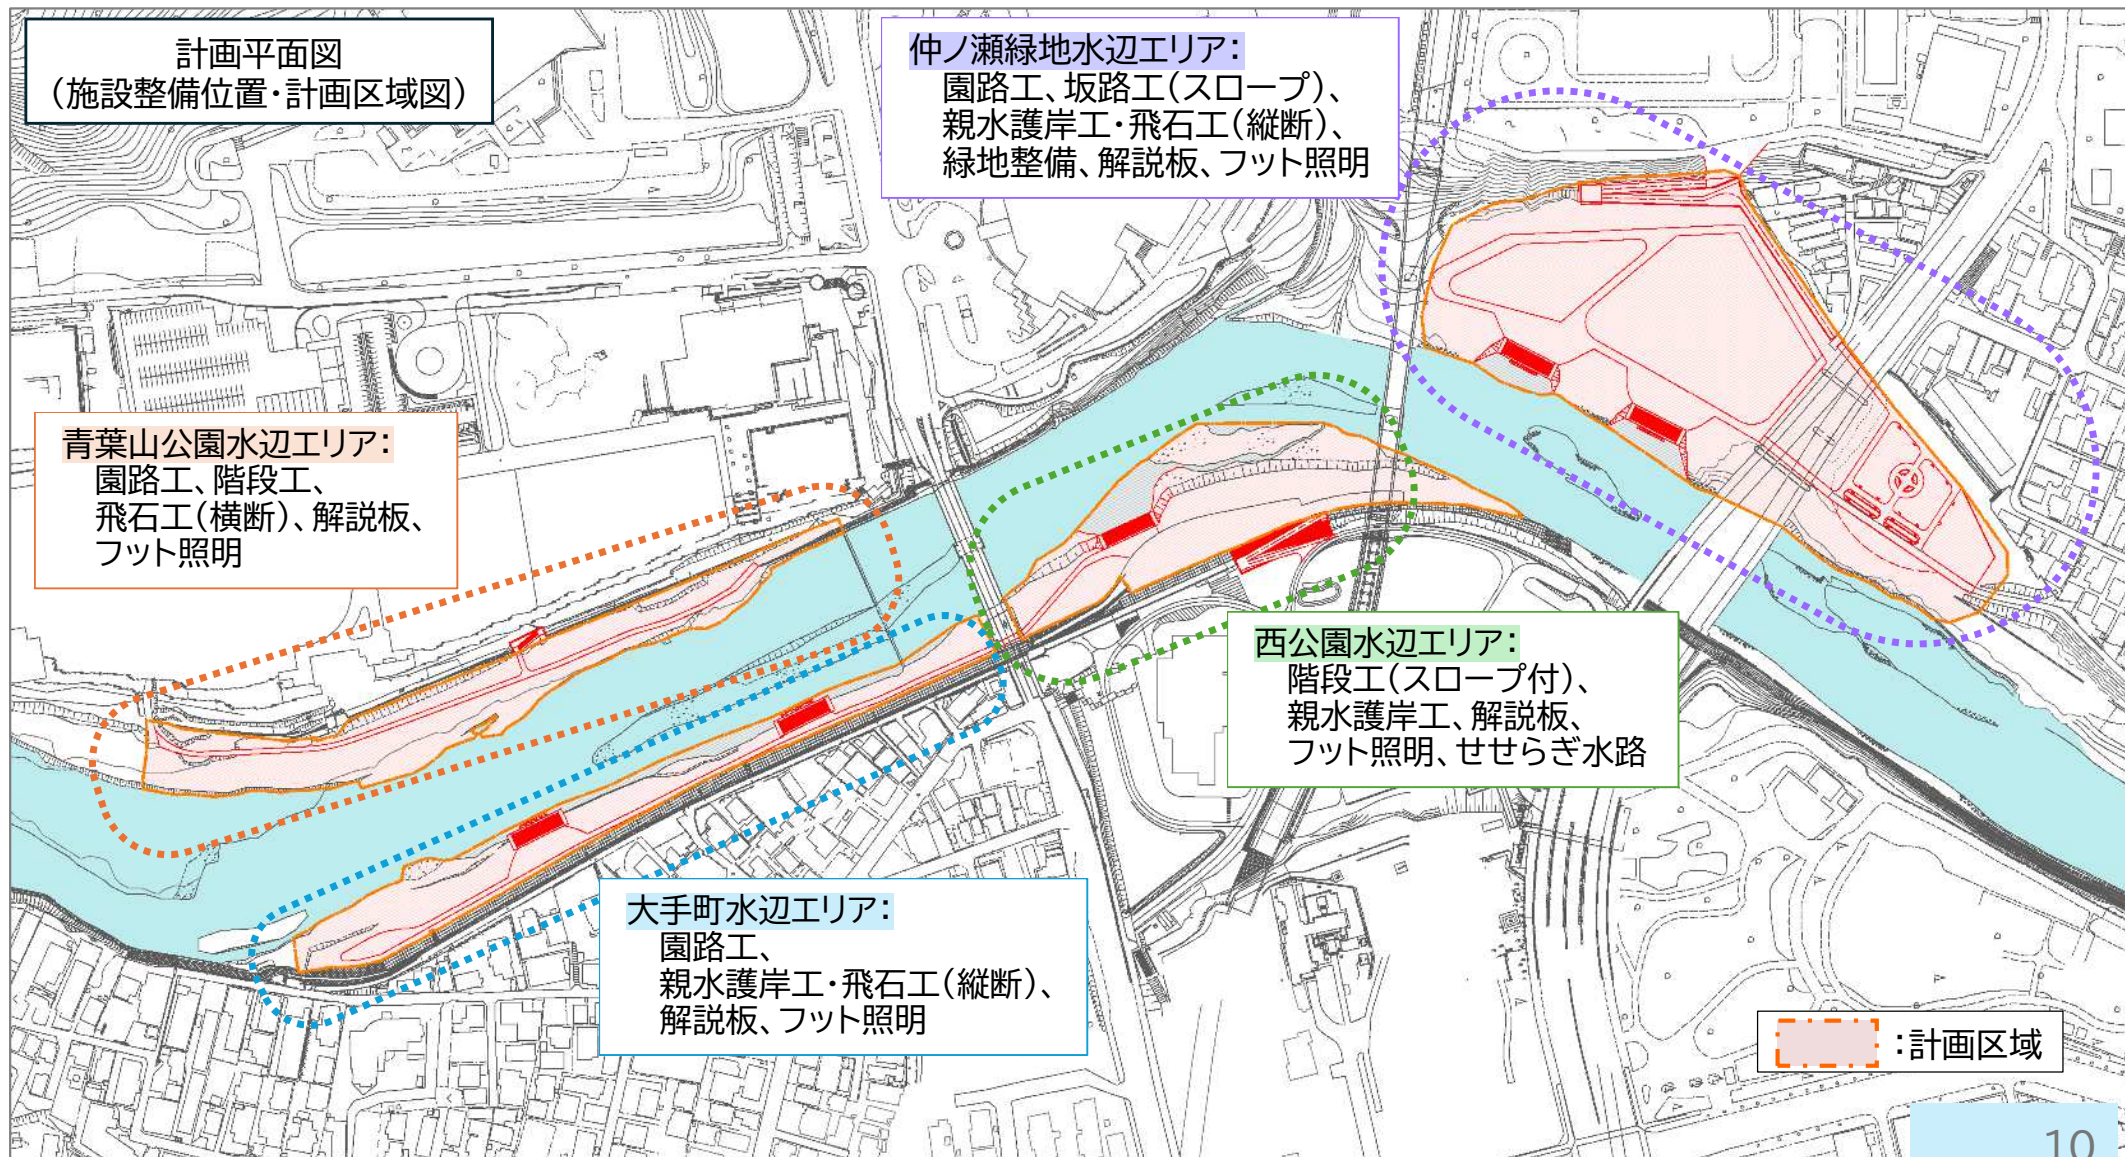 計画平面図
(施設整備位置・計画区域図)
仲ノ瀬緑地水辺エリア:
園路工、坂路工(スロープ)、
親水護岸工・飛石工(縦断)、
緑地整備、解説板、フット照明
青葉山公園水辺エリア:
園路工、階段工、
飛石工(横断)、解説板、
フット照明
西公園水辺エリア:
階段工(スロープ付)、
親水護岸工、解説板、
フット照明、せせらぎ水路
大手町水辺エリア:
園路工、
親水護岸工・飛石工(縦断)、
解説板、フット照明
:計画区域
10